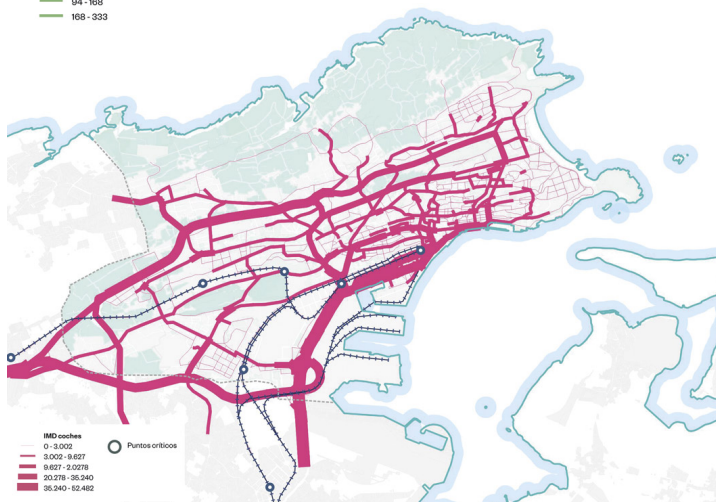 94 - 168
168 - 333
IMD coches
0 - 3.002
3.002 - 9.627
9.627 - 2.0278
20.278 - 35.240
35.240 - 52.482
Puntos críticos